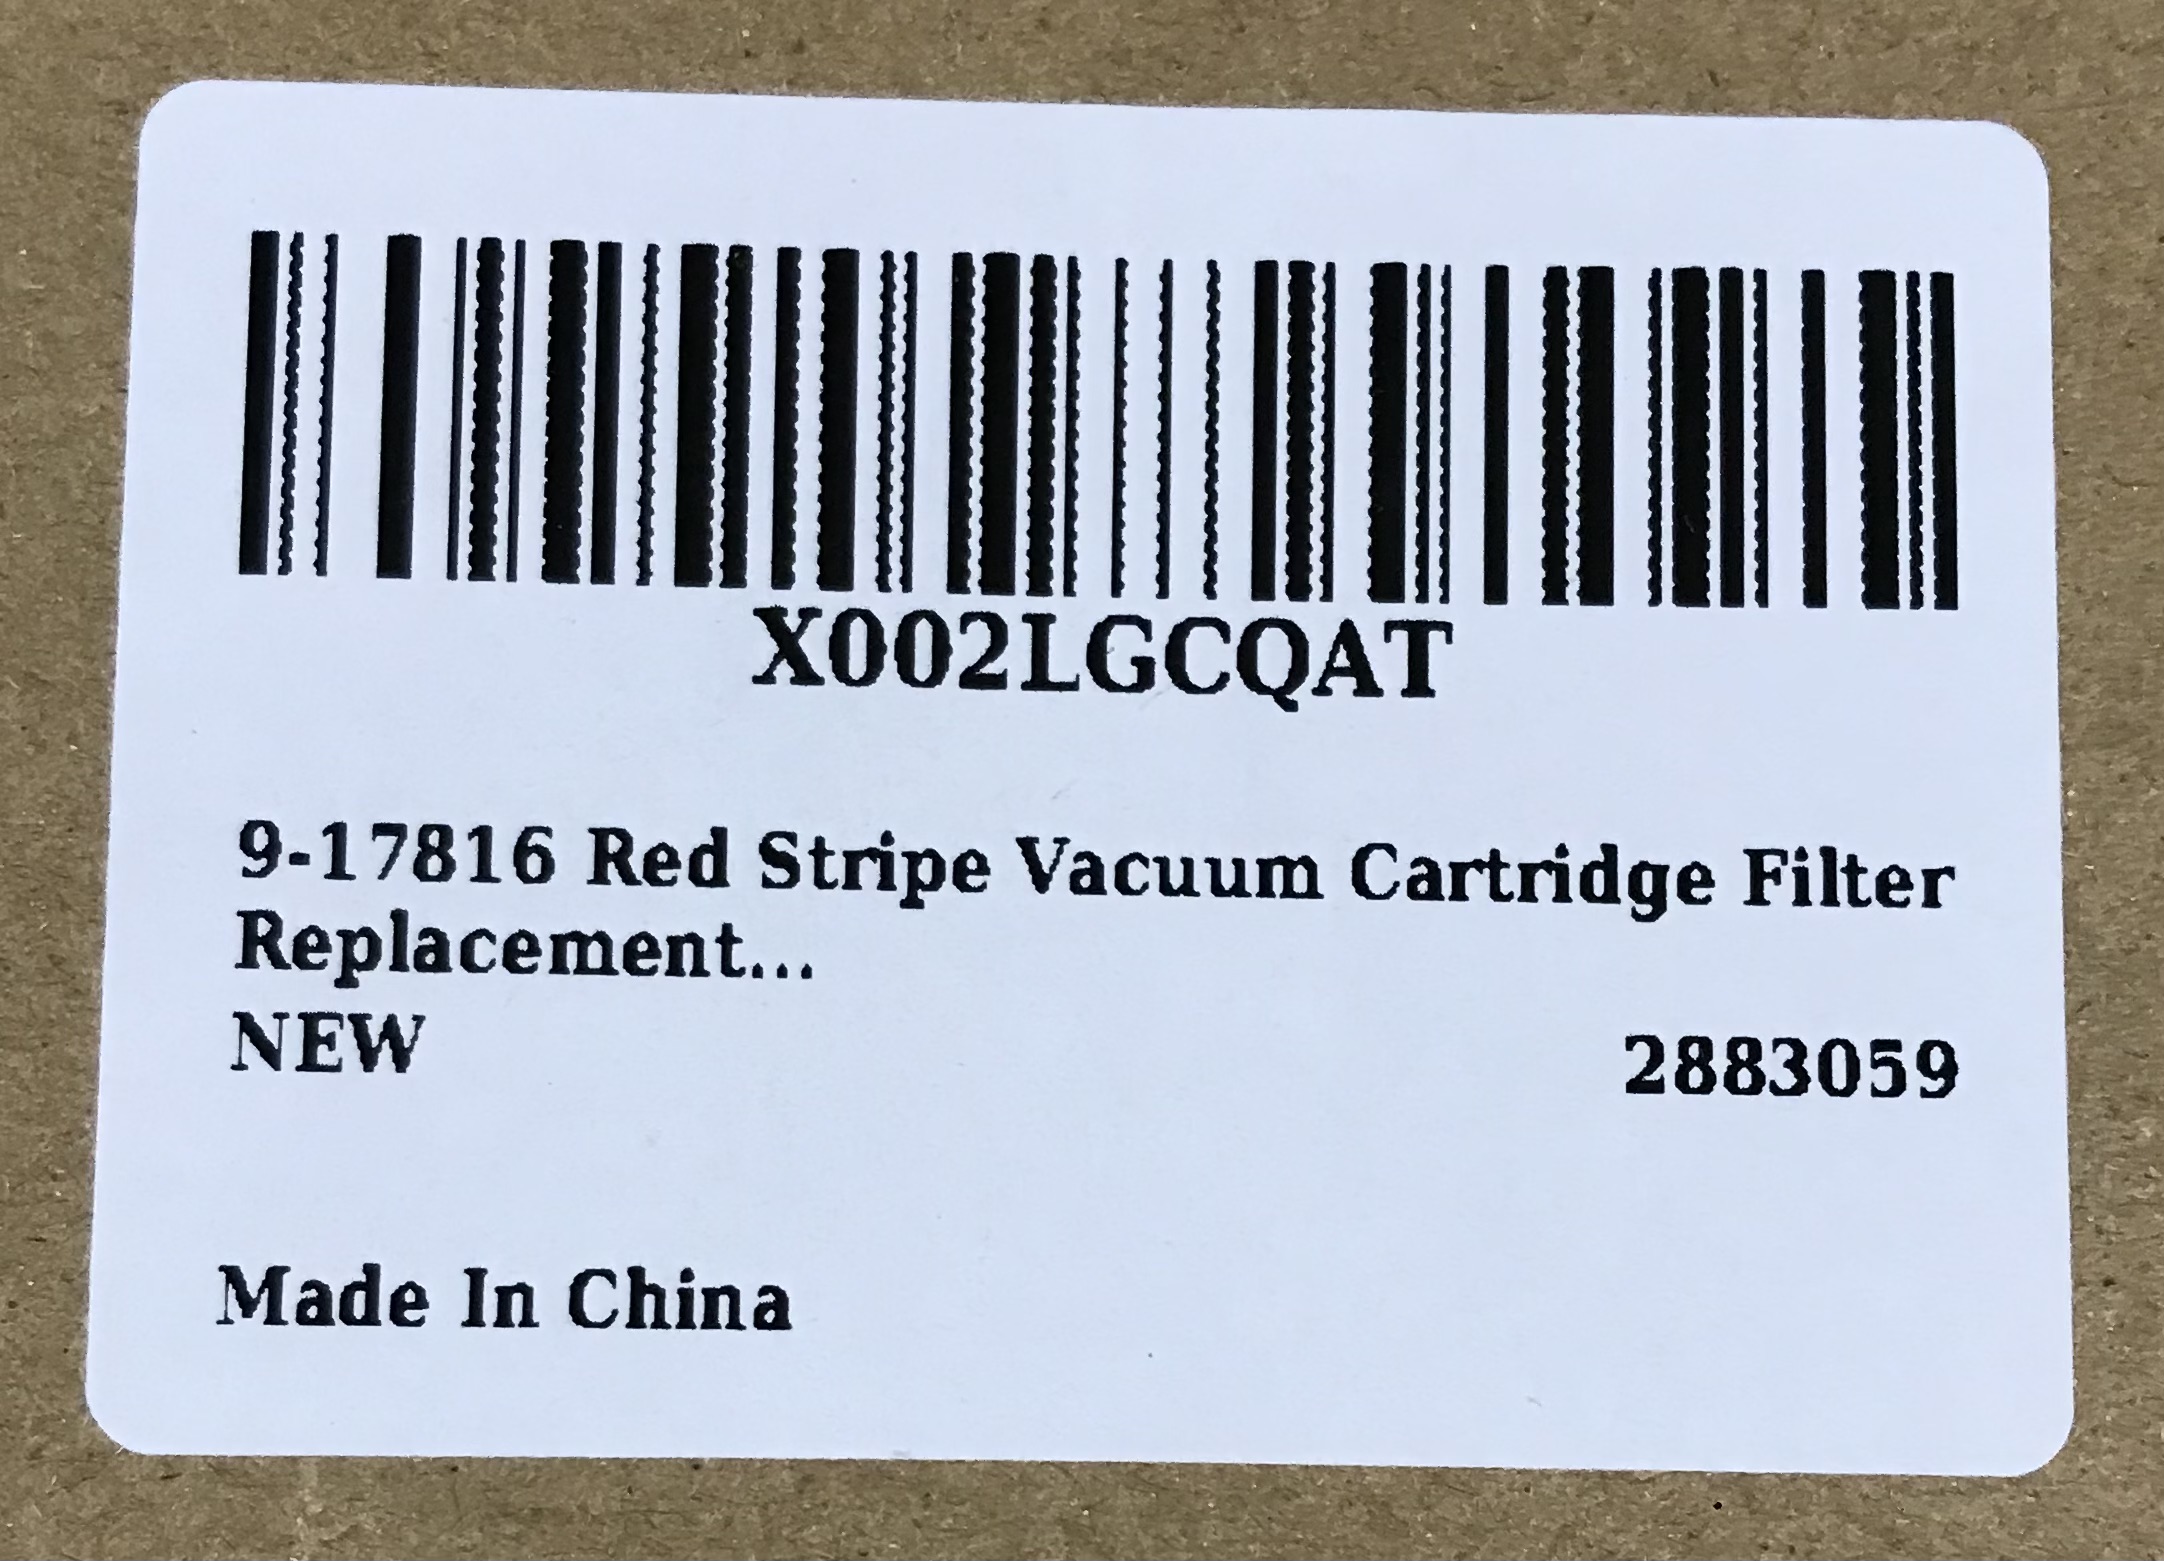 X002LGCQAT
9-17816 Red Stripe Vacuum Cartridge Filter
Replacement...
NEW 2883059
Made In China